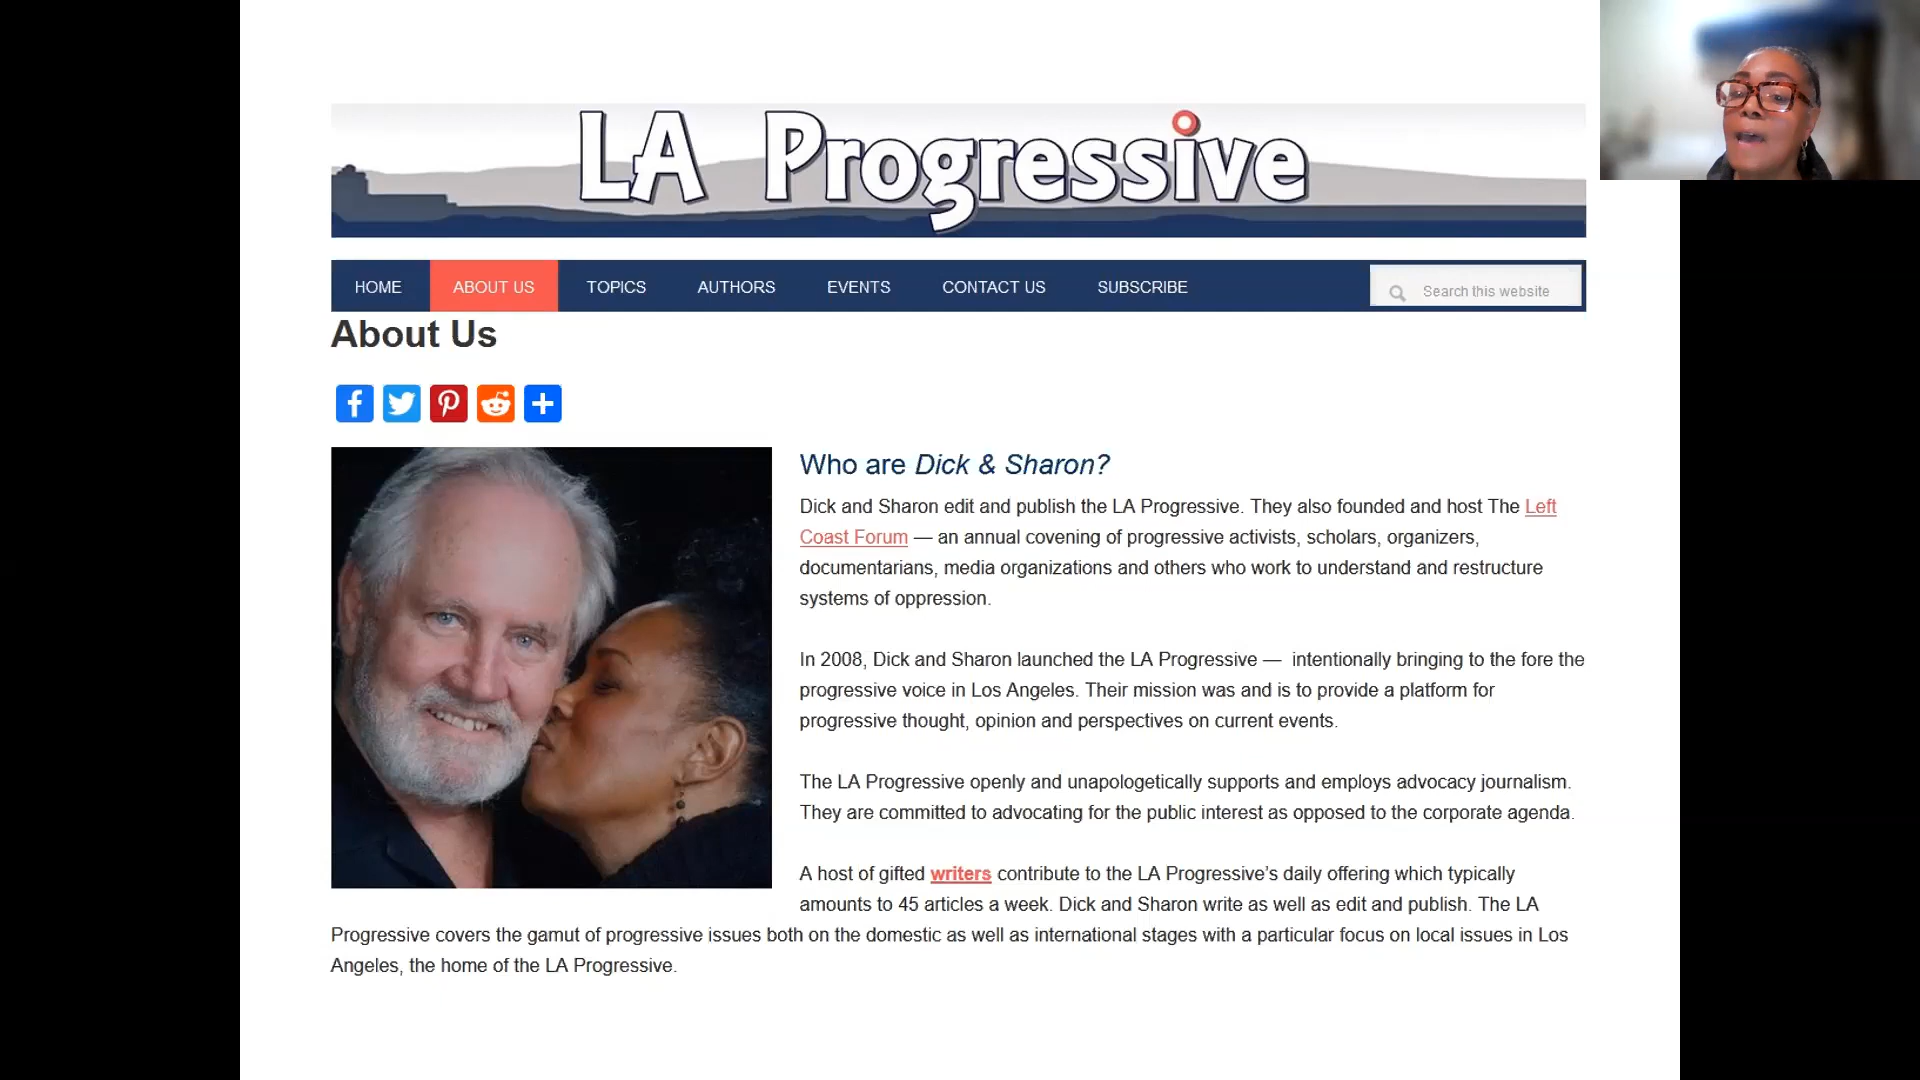 LA Progressive
HOME ABOUT US TOPICS AUTHORS EVENTS CONTACT US SUBSCRIBE Search this website
About Us
Who are Dick & Sharon?
Dick and Sharon edit and publish the LA Progressive. They also founded and host The Left
Coast Forum — an annual covening of progressive activists, scholars, organizers,
documentarians, media organizations and others who work to understand and restructure
systems of oppression.
In 2008, Dick and Sharon launched the LA Progressive — intentionally bringing to the fore the
progressive voice in Los Angeles. Their mission was and is to provide a platform for
progressive thought, opinion and perspectives on current events.
The LA Progressive openly and unapologetically supports and employs advocacy journalism.
They are committed to advocating for the public interest as opposed to the corporate agenda.
A host of gifted writers contribute to the LA Progressive’s daily offering which typically
amounts to 45 articles a week. Dick and Sharon write as well as edit and publish. The LA
Progressive covers the gamut of progressive issues both on the domestic as well as international stages with a particular focus on local issues in Los
Angeles, the home of the LA Progressive.